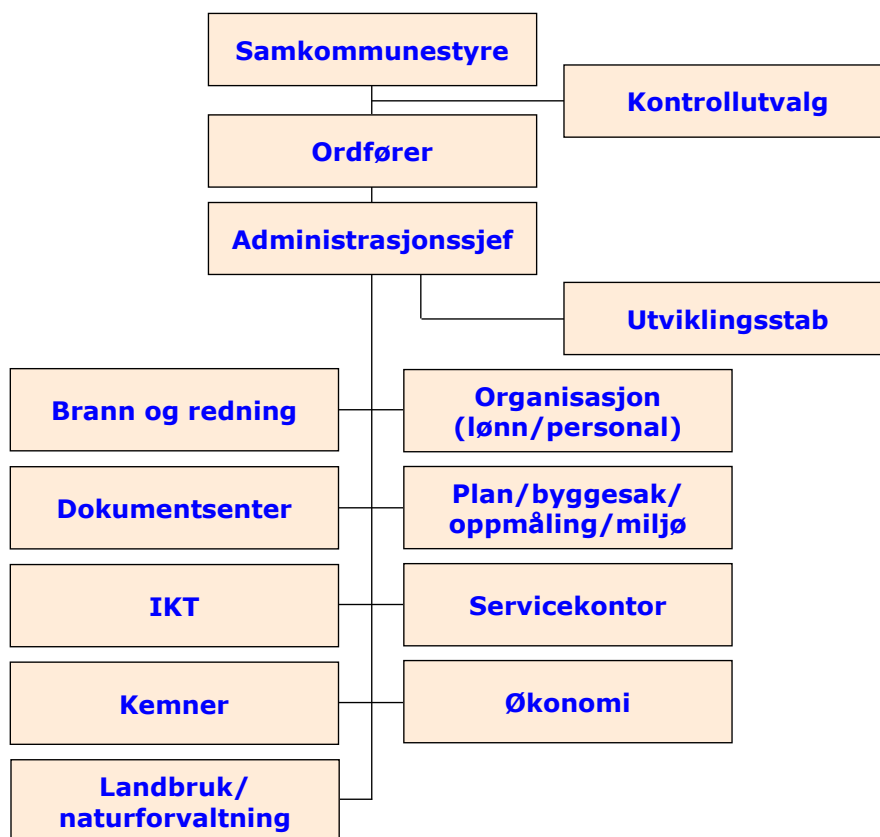 Samkommunestyre
Kontrollutvalg
Ordfører
Administrasjonssjef
Utviklingsstab
Brann og redning
Organisasjon
(lønn/personal)
Dokumentsenter
Plan/byggesak/
oppmåling/miljø
IKT
Servicekontor
Kemner
Økonomi
Landbruk/
naturforvaltning